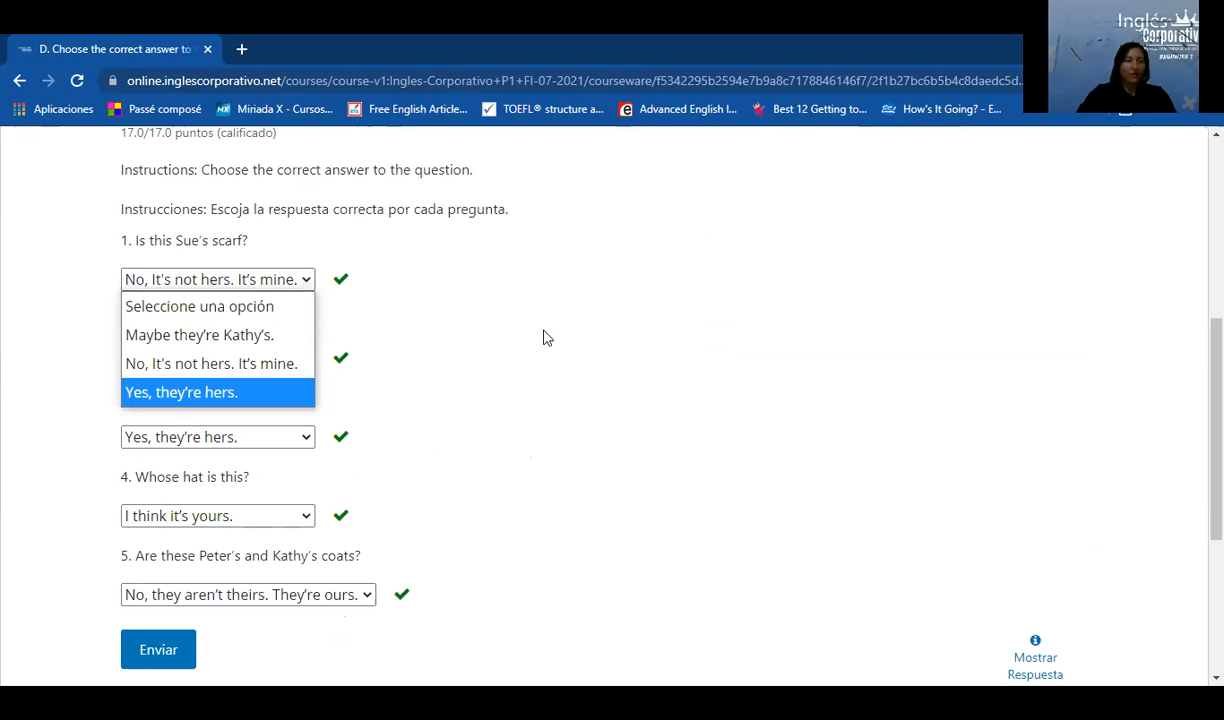 Inglés
Corporativo
BEGINNER 1
D. Choose the correct answer to
online.inglescorporativo.net/courses/course-v1:Ingles-Corporativo+P1+FI-07-2021/courseware/f5342295b2594e7b9a8c7178846146f7/2f1b27bc6b5b4c8daedc5d...
Aplicaciones Passé composé Miriada X - Cursos... Free English Article... TOEFL® structure a... Advanced English I... Best 12 Getting to... How's It Going? - E...
17.0/17.0 puntos (calificado)
Instructions: Choose the correct answer to the question.
Instrucciones: Escoja la respuesta correcta por cada pregunta.
1. Is this Sue's scarf?
No, It's not hers. It's mine.
Seleccione una opción
Maybe they're Kathy's.
No, It's not hers. It's mine.
Yes, they're hers.
Yes, they're hers.
4. Whose hat is this?
I think it's yours.
5. Are these Peter's and Kathy's coats?
No, they aren't theirs. They're ours.
Enviar
Mostrar
Respuesta